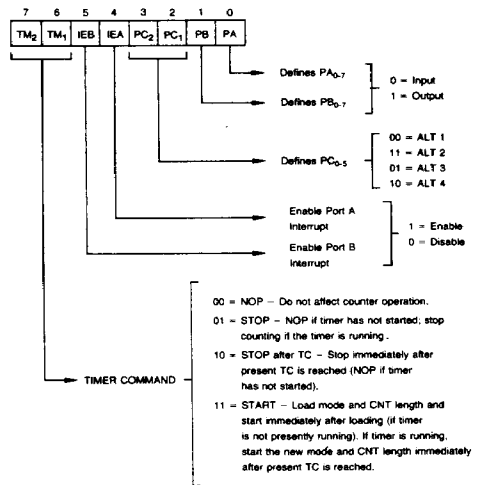 7 6 5 4 3 2 1 0
TM2 TM1 IEB IEA PC2 PC1 PB PA
Defines PA0-7
Defines PB0-7
0 = Input
1 = Output
Defines PC0-5
00 = ALT 1
11 = ALT 2
01 = ALT 3
10 = ALT 4
Enable Port A
Interrupt
Enable Port B
Interrupt
1 = Enable
0 = Disable
TIMER COMMAND
00 = NOP – Do not affect counter operation.
01 = STOP – NOP if timer has not started; stop
counting if the timer is running.
10 = STOP after TC – Stop immediately after
present TC is reached (NOP if timer
has not started).
11 = START – Load mode and CNT length and
start immediately after loading (if timer
is not presently running). If timer is running,
start the new mode and CNT length immediately
after present TC is reached.